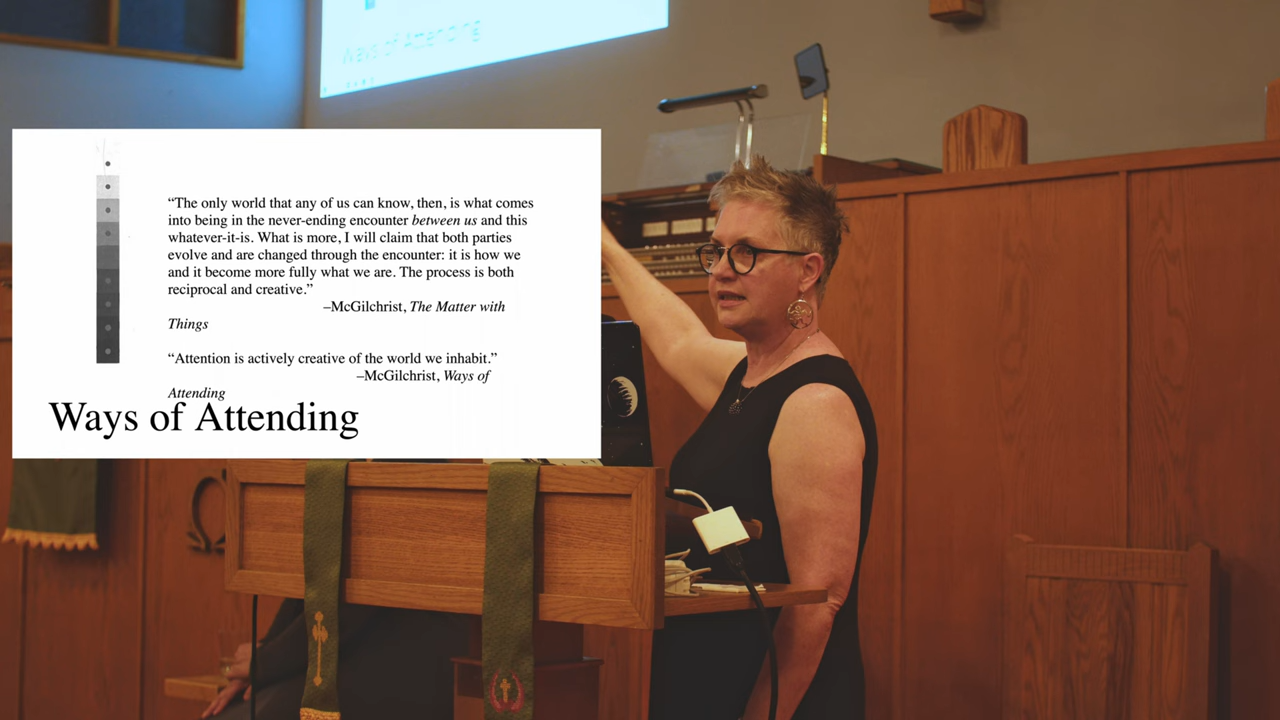 Ways of Attending
“The only world that any of us can know, then, is what comes
into being in the never-ending encounter between us and this
whatever-it-is. What is more, I will claim that both parties
evolve and are changed through the encounter: it is how we
and it become more fully what we are. The process is both
reciprocal and creative.”
–McGilchrist, The Matter with
Things
“Attention is actively creative of the world we inhabit.”
–McGilchrist, Ways of
Attending
Ways of Attending